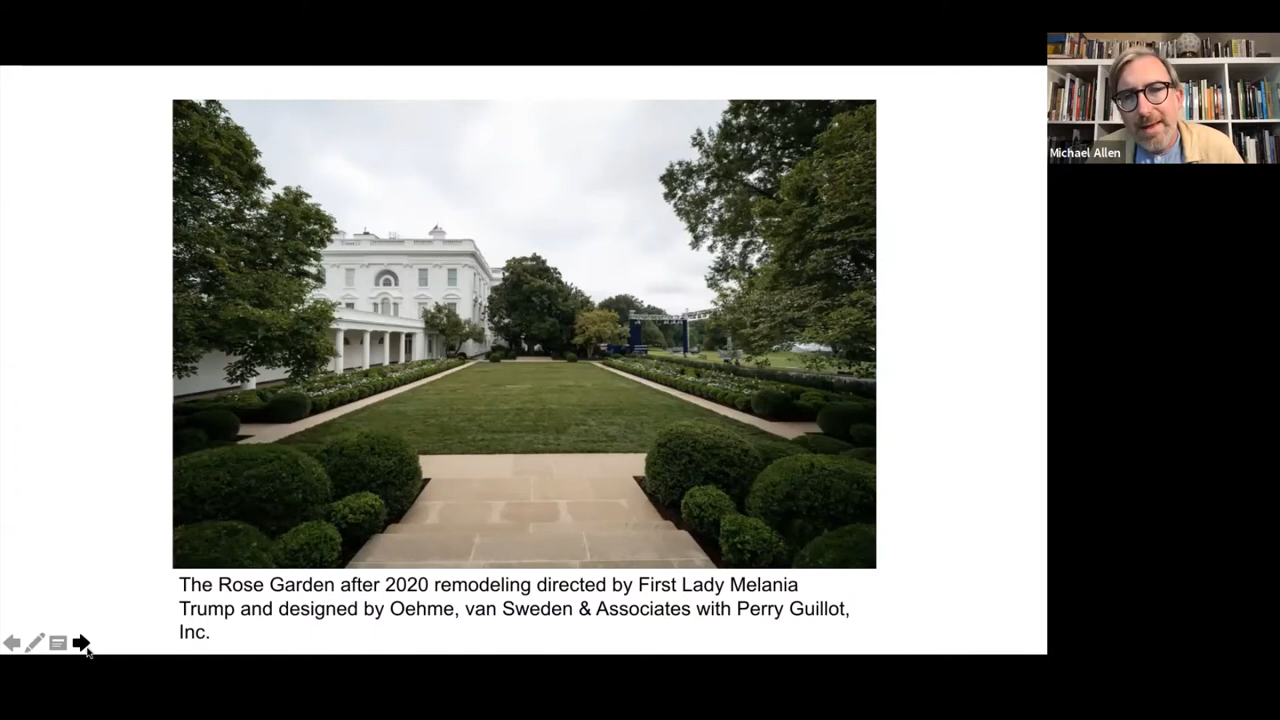 Michael Allen
The Rose Garden after 2020 remodeling directed by First Lady Melania
Trump and designed by Oehme, van Sweden & Associates with Perry Guillot,
Inc.